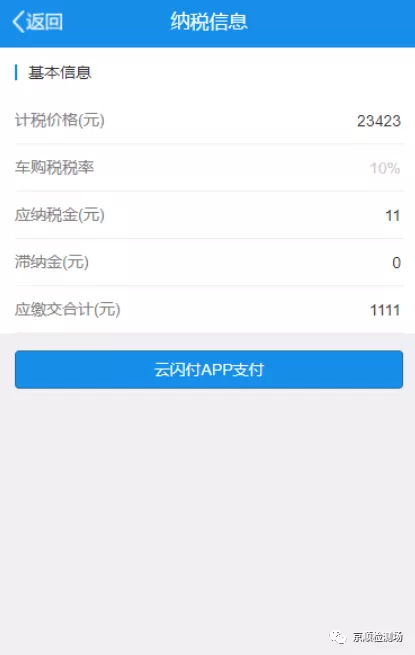 返回 纳税信息
基本信息
计税价格(元) 23423
车购税税率 10%
应纳税金(元) 11
滞纳金(元) 0
应缴交合计(元) 1111
云闪付APP支付
京顺检测场